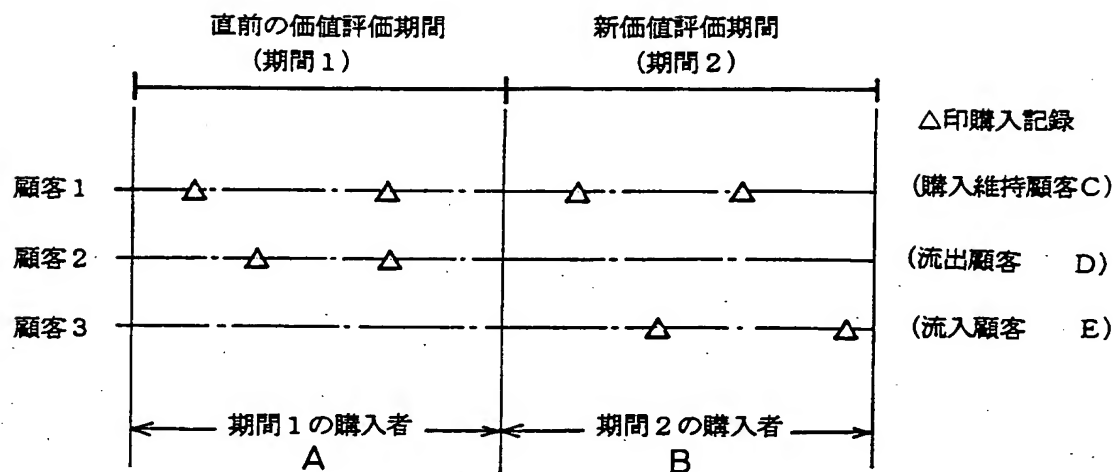 直前の価値評価期間
(期間1)
新価値評価期間
(期間2)
△印購入記録
顧客1
(購入維持顧客C)
顧客2
(流出顧客 D)
顧客3
(流入顧客 E)
期間1の購入者
A
期間2の購入者
B